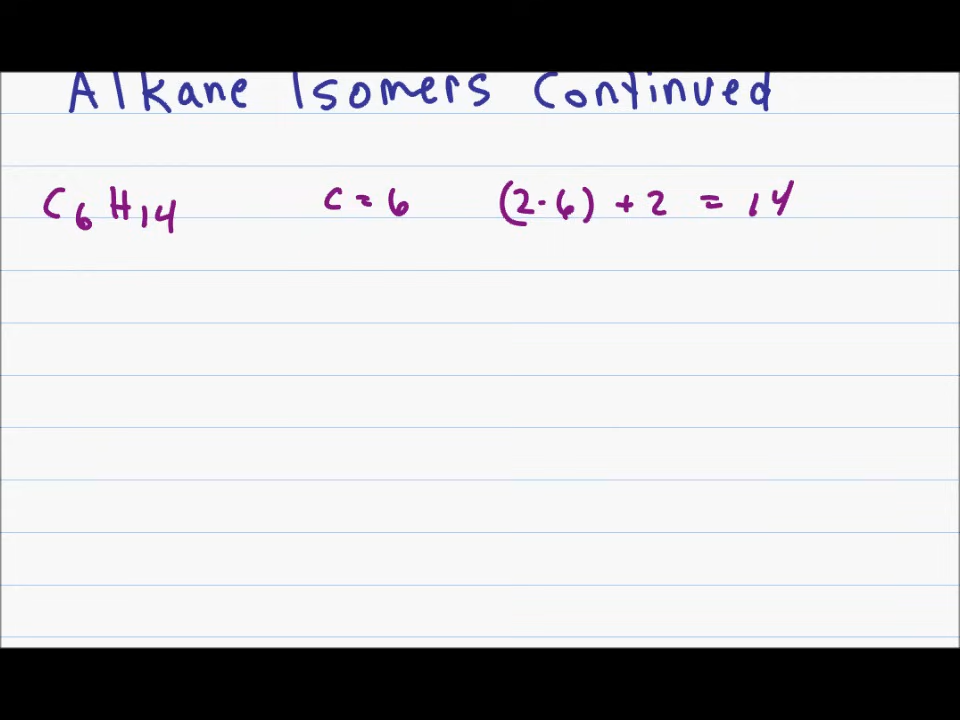 Alkane Isomers Continued
C₆H₁₄ C = 6 (2·6) + 2 = 14